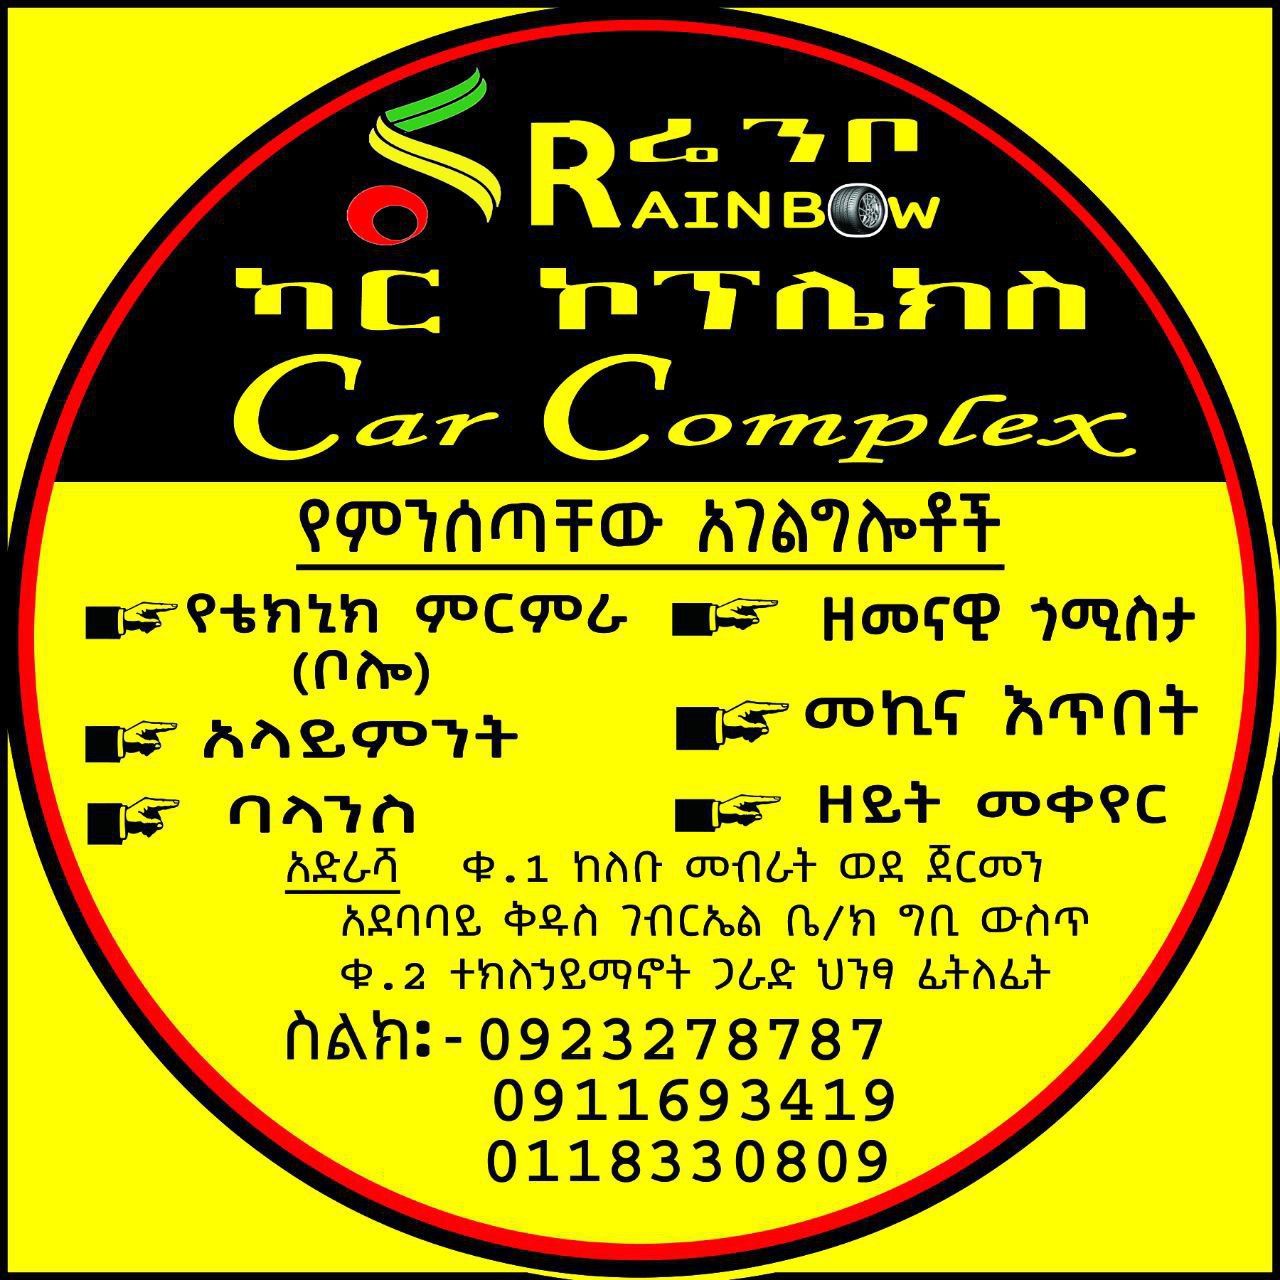 ሬንቦ
RAINBOW
ካር ኮፕሌክስ
Car Complex
የምንሰጣቸው አገልግሎቶች
የቴክኒክ ምርምራ
(ቦሎ)
አላይምንት
ባላንስ
ዘመናዊ ጎሚስታ
መኪና እጥበት
ዘይት መቀየር
አድራሻ ቁ.1 ከለቡ መብራት ወደ ጀርመን
አደባባይ ቅዱስ ገብርኤል ቤ/ክ ግቢ ውስጥ
ቁ.2 ተክለኃይማኖት ጋራድ ህንፃ ፊትለፊት
ስልክ:-0923278787
0911693419
0118330809